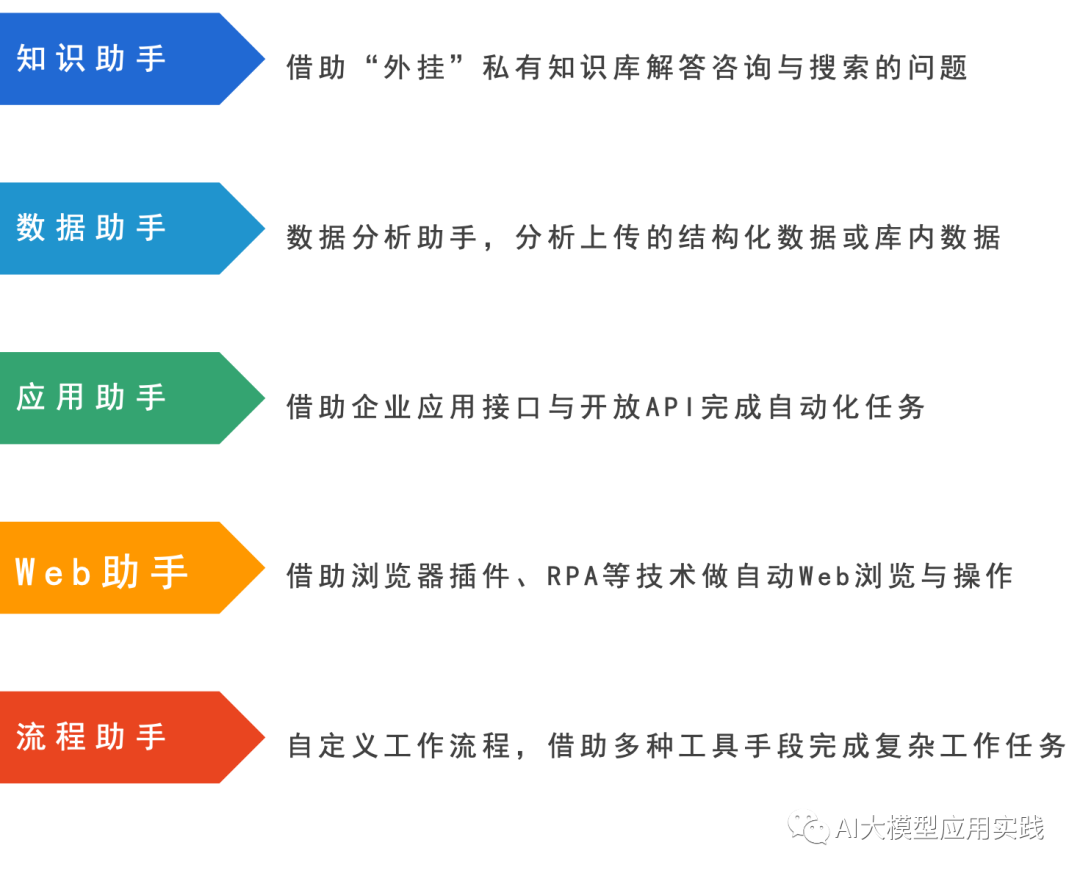 知识助手
借助“外挂”私有知识库解答咨询与搜索的问题
数据助手
数据分析助手，分析上传的结构化数据或库内数据
应用助手
借助企业应用接口与开放API完成自动化任务
Web助手
借助浏览器插件、RPA等技术做自动Web浏览与操作
流程助手
自定义工作流程，借助多种工具手段完成复杂工作任务
AI大模型应用实践